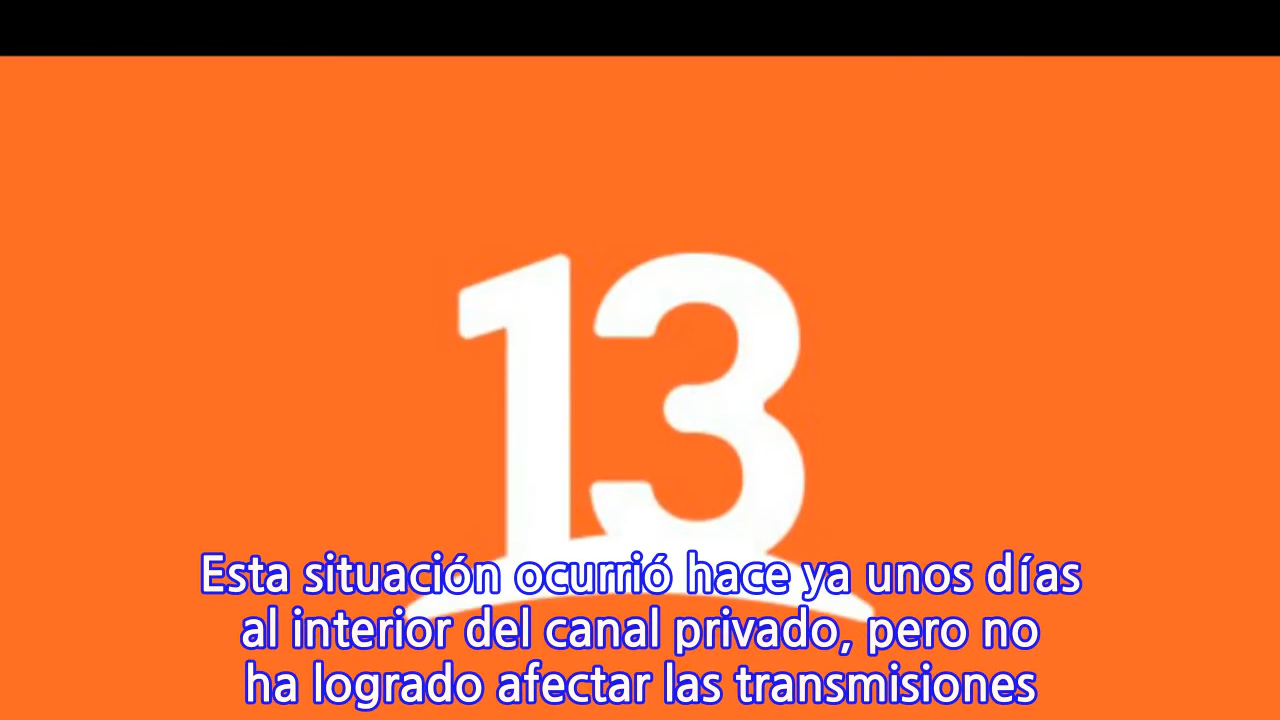 13
Esta situación ocurrió hace ya unos días
al interior del canal privado, pero no
ha logrado afectar las transmisiones